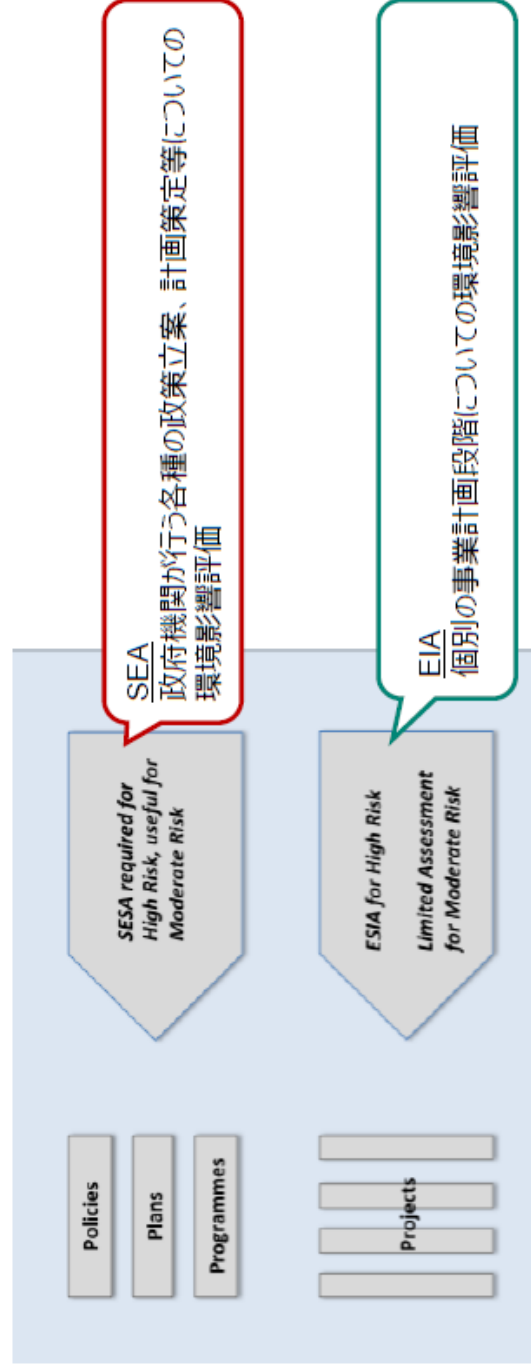 Policies
Plans
Programmes
SESA required for
High Risk, useful for
Moderate Risk
SEA
政府機関が行う各種の政策立案、計画策定等についての
環境影響評価
Projects
ESIA for High Risk
Limited Assessment
for Moderate Risk
EIA
個別の事業計画段階についての環境影響評価